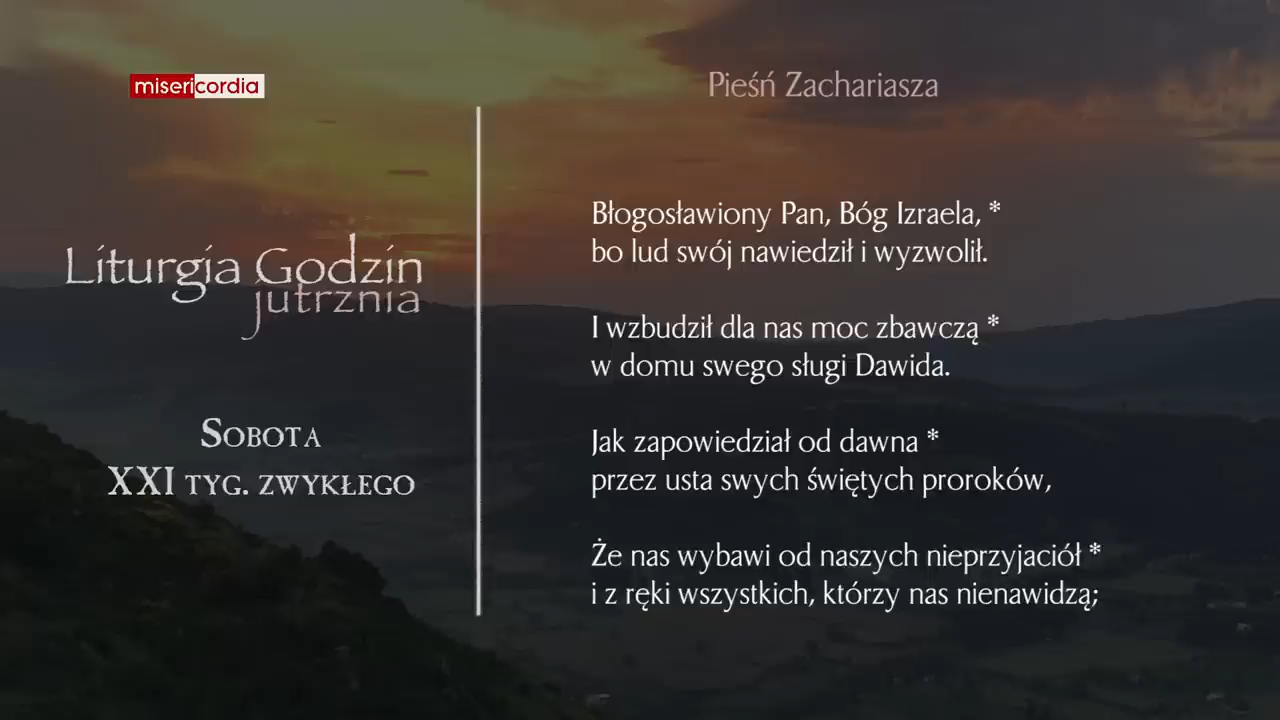 misericordia
Pieśń Zachariasza
Liturgia Godzin
jutrznia
Sobota
XXI tyg. zwykłego
Błogosławiony Pan, Bóg Izraela, *
bo lud swój nawiedził i wyzwolił.
I wzbudził dla nas moc zbawczą *
w domu swego sługi Dawida.
Jak zapowiedział od dawna *
przez usta swych świętych proroków,
Że nas wybawi od naszych nieprzyjaciół *
i z ręki wszystkich, którzy nas nienawidzą;